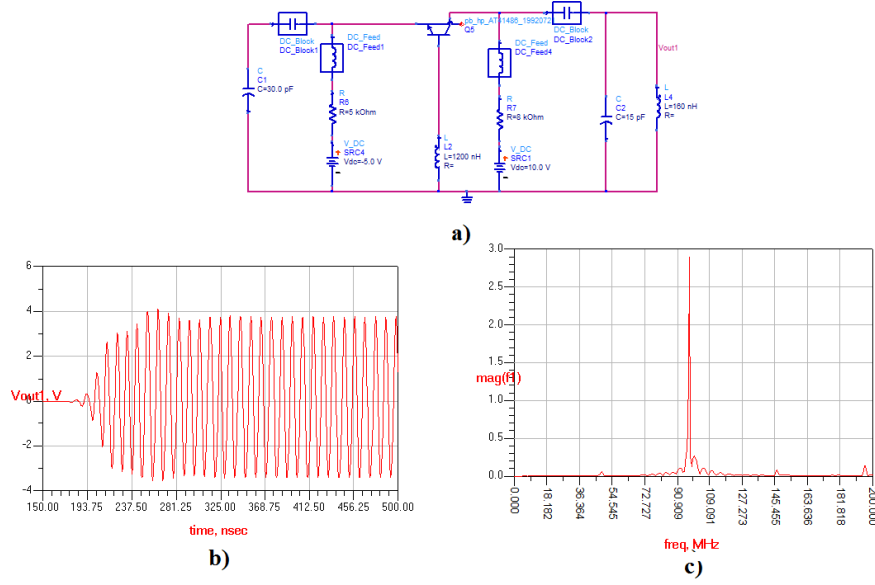 DC_Block
DC_Block1
DC_Feed
DC_Feed1
C
C1
C=30.0 pF
R
R6
R=5 kOhm
V_DC
SRC4
Vdc=-5.0 V
pb_hp_AT41486_1992072
Q5
L
L2
L=1200 nH
R=
DC_Feed
DC_Feed4
R
R7
R=8 kOhm
V_DC
SRC1
Vdc=10.0 V
DC_Block
DC_Block2
Vout1
C
C2
C=15 pF
L
L4
L=160 nH
R=
a)
6
4
2
0
-2
-4
Vout1, V
150.00
193.75
237.50
281.25
325.00
368.75
412.50
456.25
500.00
time, nsec
b)
3.0
2.5
2.0
1.5
1.0
0.5
0.0
mag(f1)
0.000
18.182
36.364
54.545
72.727
90.909
109.091
127.273
145.455
163.636
181.818
200.000
freq, MHz
c)